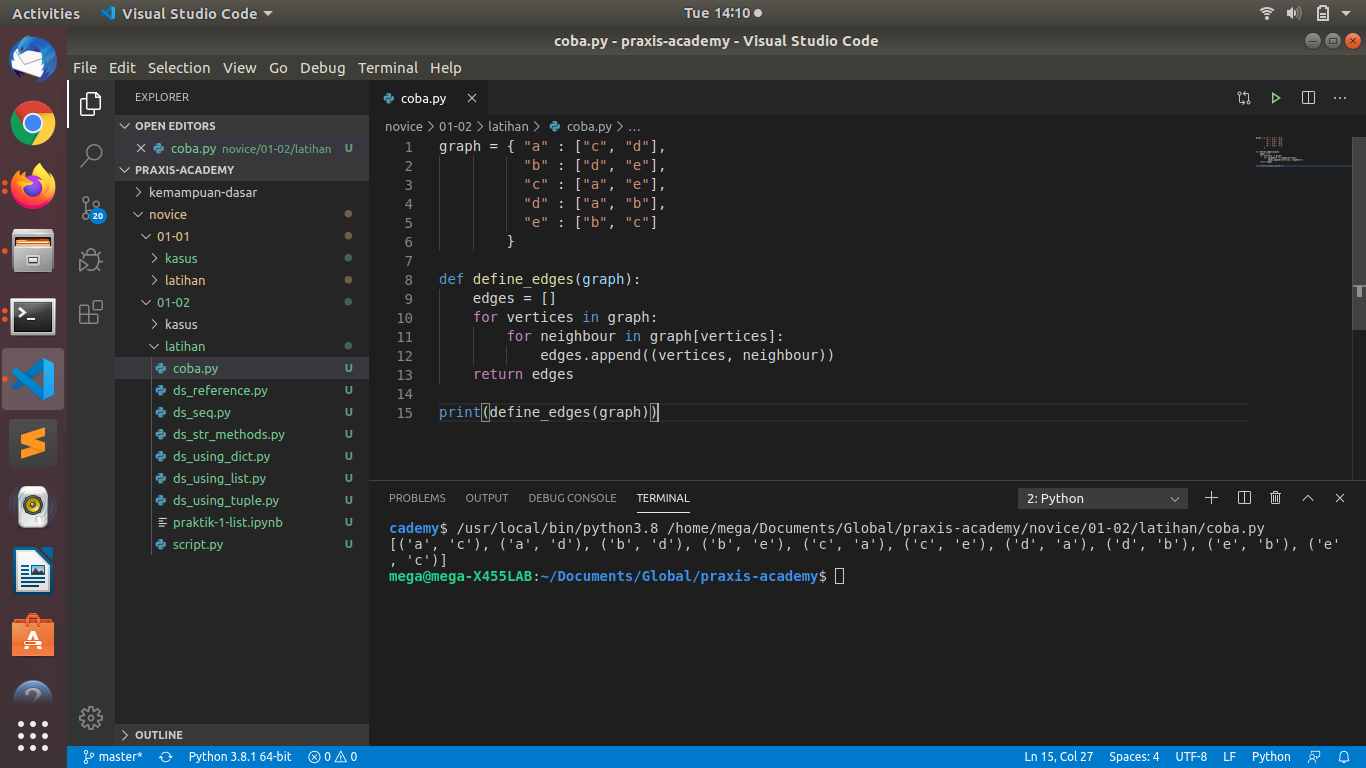 Activities Visual Studio Code Tue 14:10
coba.py - praxis-academy - Visual Studio Code
File Edit Selection View Go Debug Terminal Help
EXPLORER
OPEN EDITORS
coba.py novice/01-02/latihan U
PRAXIS-ACADEMY
kemampuan-dasar
novice
01-01
kasus
latihan
01-02
kasus
latihan
coba.py U
ds_reference.py U
ds_seq.py U
ds_str_methods.py U
ds_using_dict.py U
ds_using_list.py U
ds_using_tuple.py U
praktik-1-list.ipynb U
script.py U
OUTLINE
20
coba.py
novice > 01-02 > latihan > coba.py > ...
1 graph = { "a" : ["c", "d"],
2 "b" : ["d", "e"],
3 "c" : ["a", "e"],
4 "d" : ["a", "b"],
5 "e" : ["b", "c"]
6 }
7
8 def define_edges(graph):
9 edges = []
10 for vertices in graph:
11 for neighbour in graph[vertices]:
12 edges.append((vertices, neighbour))
13 return edges
14
15 print(define_edges(graph))
PROBLEMS OUTPUT DEBUG CONSOLE TERMINAL 2: Python
cademy$ /usr/local/bin/python3.8 /home/mega/Documents/Global/praxis-academy/novice/01-02/latihan/coba.py
[('a', 'c'), ('a', 'd'), ('b', 'd'), ('b', 'e'), ('c', 'a'), ('c', 'e'), ('d', 'a'), ('d', 'b'), ('e', 'b'), ('e'
, 'c')]
mega@mega-X455LAB:~/Documents/Global/praxis-academy$
master* Python 3.8.1 64-bit 0 0 Ln 15, Col 27 Spaces: 4 UTF-8 LF Python